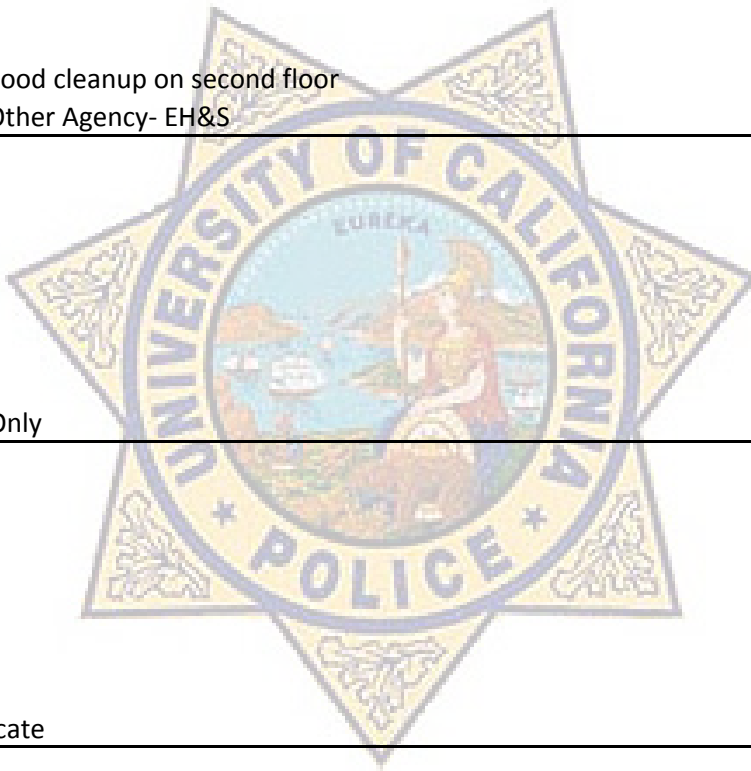 ood cleanup on second floor
Other Agency- EH&S
UNIVERSITY OF CALIFORNIA
EUREKA
Only
POLICE
cate